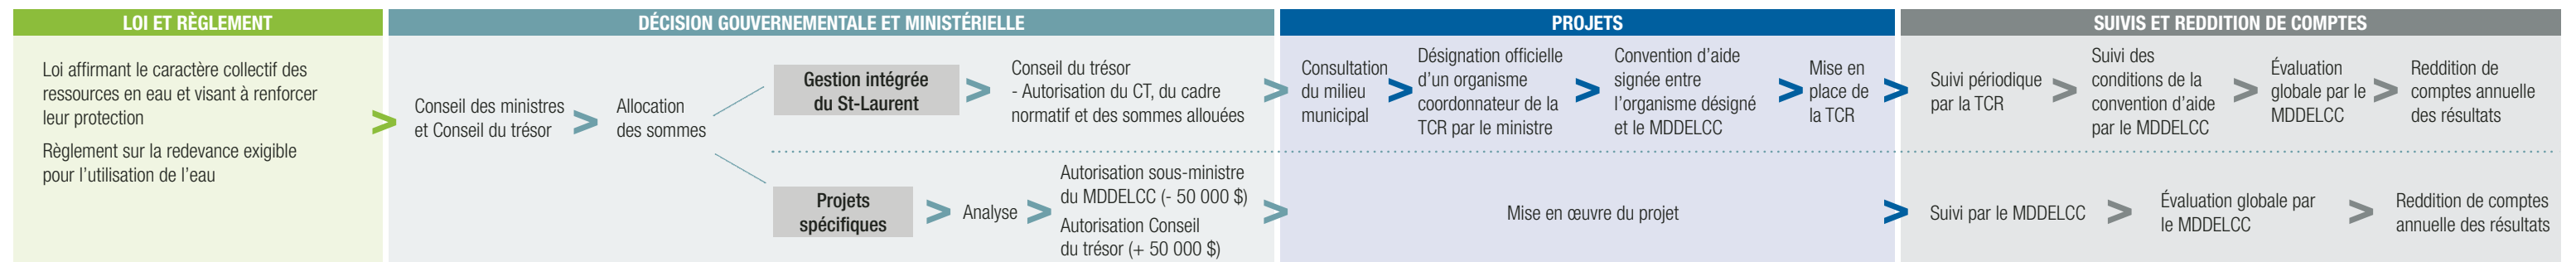 LOI ET RÈGLEMENT
Loi affirmant le caractère collectif des
ressources en eau et visant à renforcer
leur protection
Règlement sur la redevance exigible
pour l'utilisation de l'eau
>
DÉCISION GOUVERNEMENTALE ET MINISTÉRIELLE
Conseil des ministres
et Conseil du trésor
>
Allocation
des sommes
Gestion intégrée
du St-Laurent
>
Conseil du trésor
- Autorisation du CT, du cadre
normatif et des sommes allouées
>
Projets
spécifiques
>
Analyse
>
Autorisation sous-ministre
du MDDELCC (- 50 000 $)
Autorisation Conseil
du trésor (+ 50 000 $)
>
PROJETS
Consultation
du milieu
municipal
>
Désignation officielle
d'un organisme
coordonnateur de la
TCR par le ministre
>
Convention d'aide
signée entre
l'organisme désigné
et le MDDELCC
>
Mise en
place de
la TCR
>
Mise en œuvre du projet
>
SUIVIS ET REDDITION DE COMPTES
Suivi périodique
par la TCR
>
Suivi des
conditions de la
convention d'aide
par le MDDELCC
>
Évaluation
globale par le
MDDELCC
>
Reddition de
comptes annuelle
des résultats
Suivi par le MDDELCC
>
Évaluation globale par
le MDDELCC
>
Reddition de comptes
annuelle des résultats